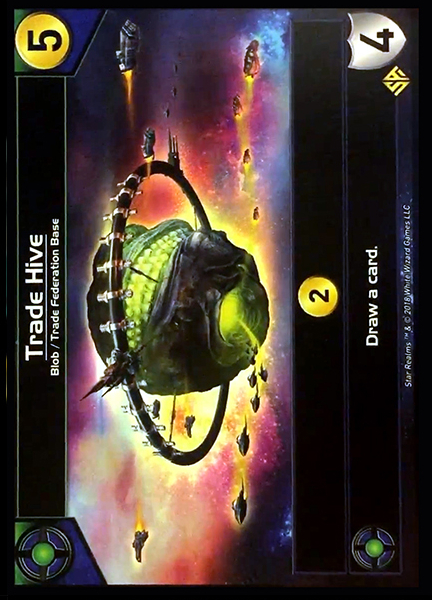 5
Trade Hive
Blob / Trade Federation Base
2
Draw a card.
4
Star Realms ™ & © 2018 White Wizard Games LLC